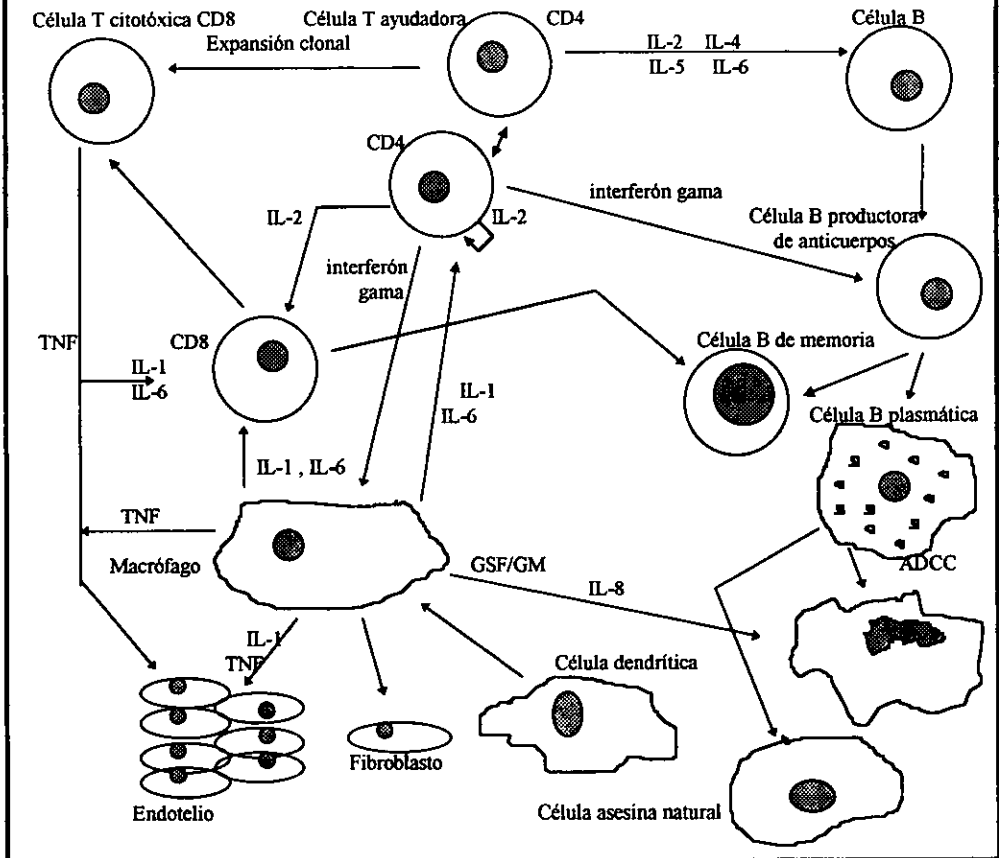 Célula T citotóxica CD8
Célula T ayudadora
CD4
Célula B
Expansión clonal
IL-2 IL-4
IL-5 IL-6
CD4
interferón gama
IL-2
IL-2
Célula B productora
de anticuerpos
interferón
gama
TNF
CD8
Célula B de memoria
IL-1
IL-6
IL-1
IL-6
Célula B plasmática
IL-1 , IL-6
TNF
Macrófago
GSF/GM
ADCC
IL-8
IL-1
TNF
Célula dendrítica
Fibroblasto
Endotelio
Célula asesina natural